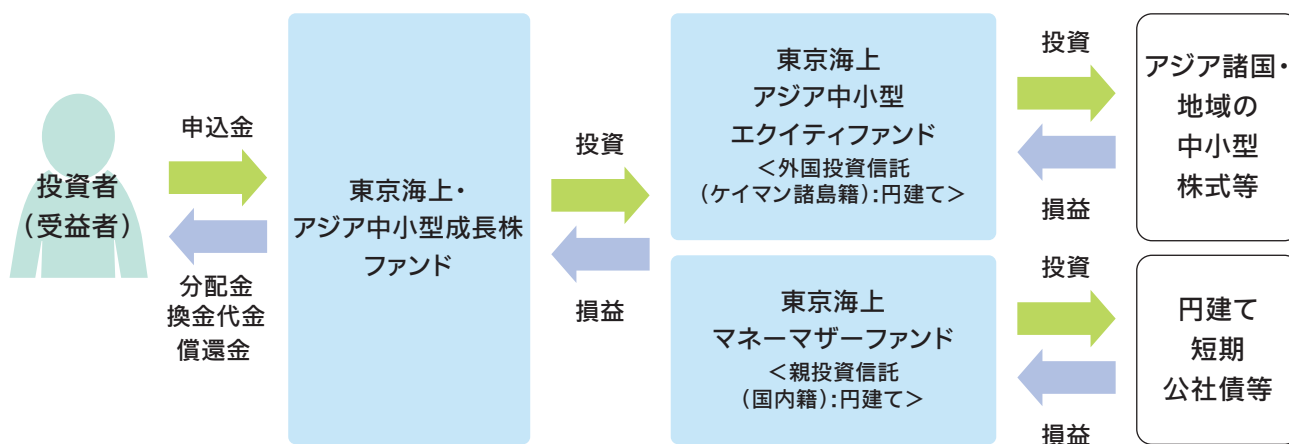 申込金
投資者
（受益者）
分配金
換金代金
償還金
東京海上・
アジア中小型成長株
ファンド
投資
損益
東京海上
アジア中小型
エクイティファンド
＜外国投資信託
（ケイマン諸島籍）：円建て＞
投資
損益
アジア諸国・
地域の
中小型
株式等
東京海上
マネーマザーファンド
＜親投資信託
（国内籍）：円建て＞
投資
損益
円建て
短期
公社債等